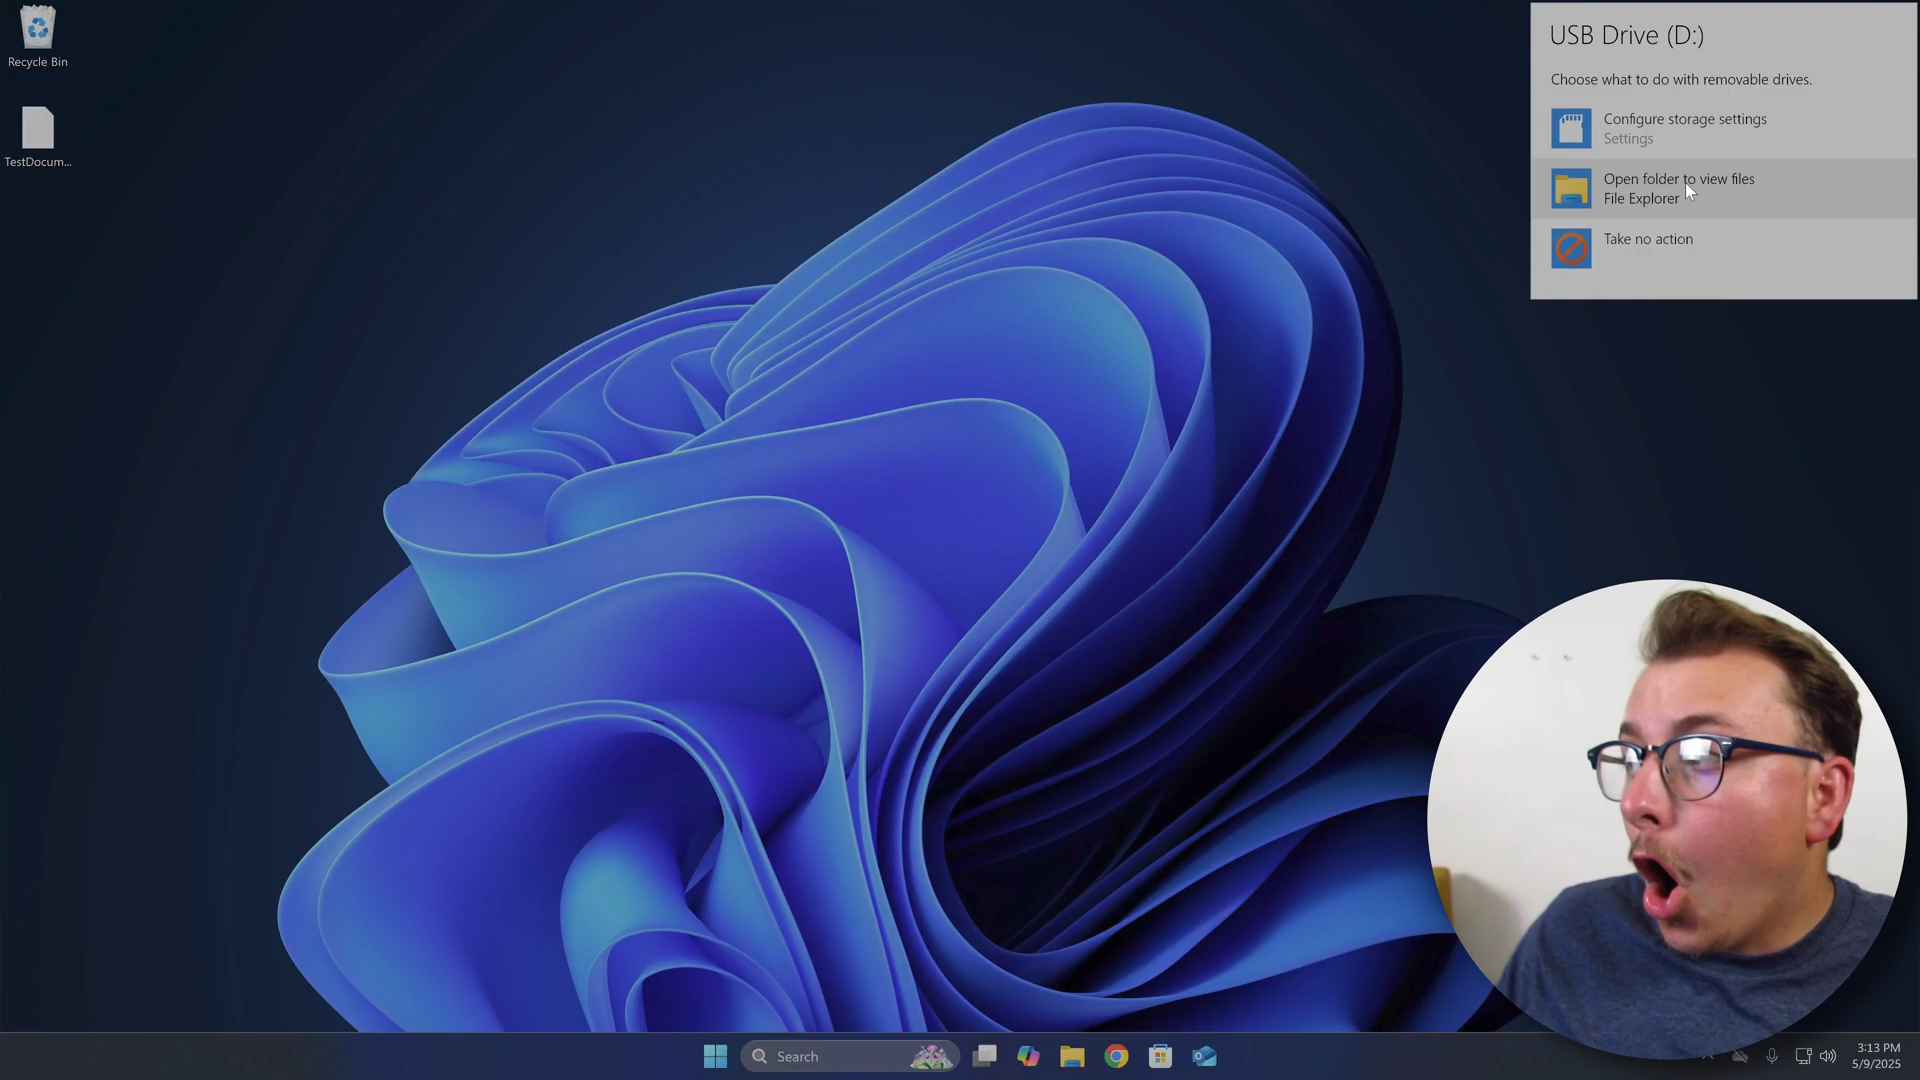 Recycle Bin
TestDocum...
USB Drive (D:)
Choose what to do with removable drives.
Configure storage settings
Settings
Open folder to view files
File Explorer
Take no action
Search
3:13 PM
5/9/2025